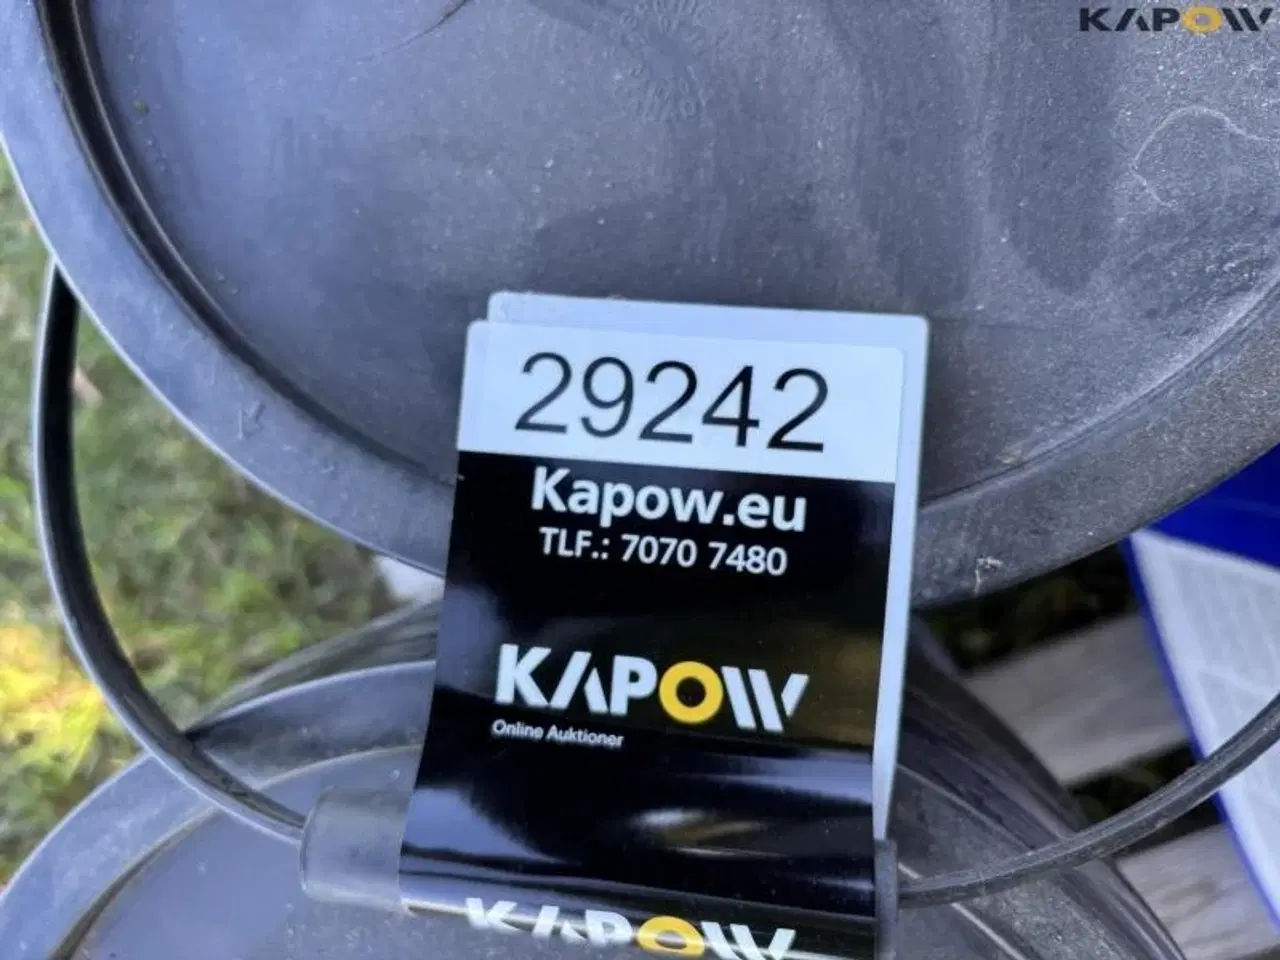 KAPOW
29242
Kapow.eu
TLF.: 7070 7480
KAPOW
Online Auktioner
KAPOW